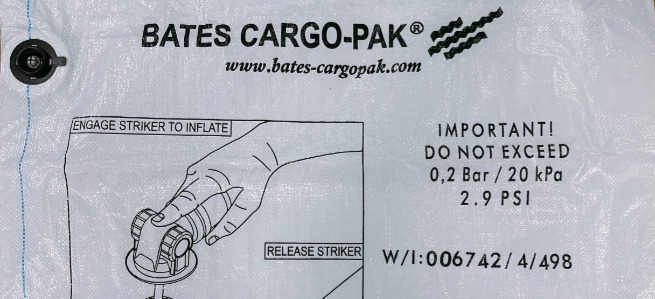 BATES CARGO-PAK®
www.bates-cargopak.com
ENGAGE STRIKER TO INFLATE
IMPORTANT!
DO NOT EXCEED
0,2 Bar / 20 kPa
2.9 PSI
RELEASE STRIKER
W/I:006742/4/498